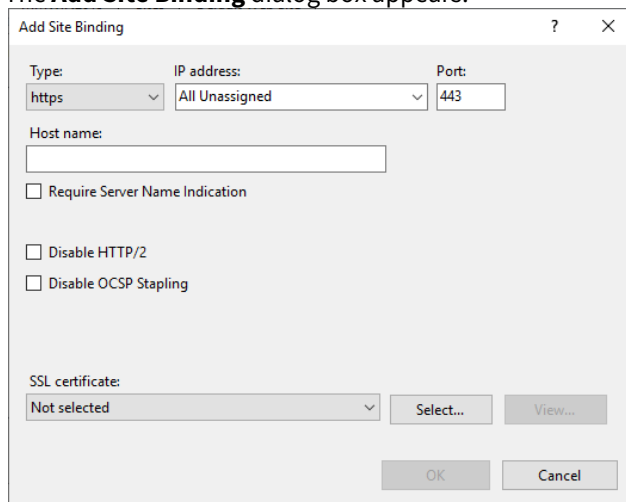 The Add Site Binding dialog box appears.
Add Site Binding ? ×
Type: IP address: Port:
https All Unassigned 443
Host name:
Require Server Name Indication
Disable HTTP/2
Disable OCSP Stapling
SSL certificate:
Not selected Select... View...
OK Cancel